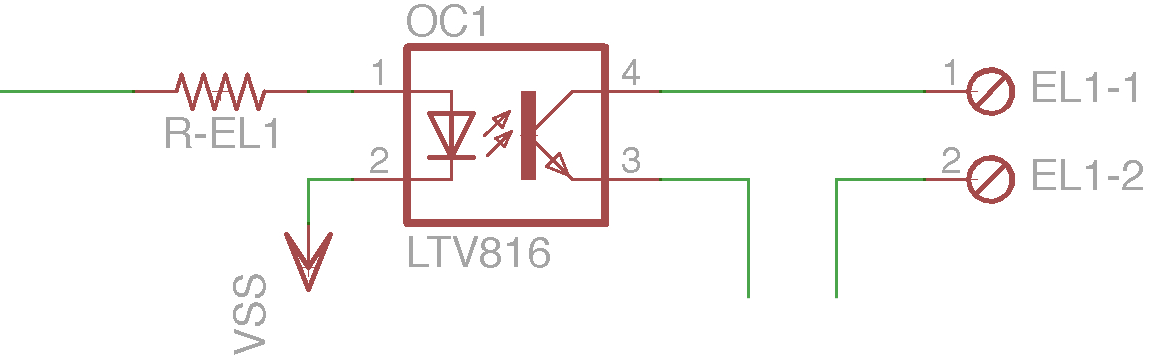 OC1
1
4
1
EL1-1
R-EL1
2
3
2
EL1-2
LTV816
VSS